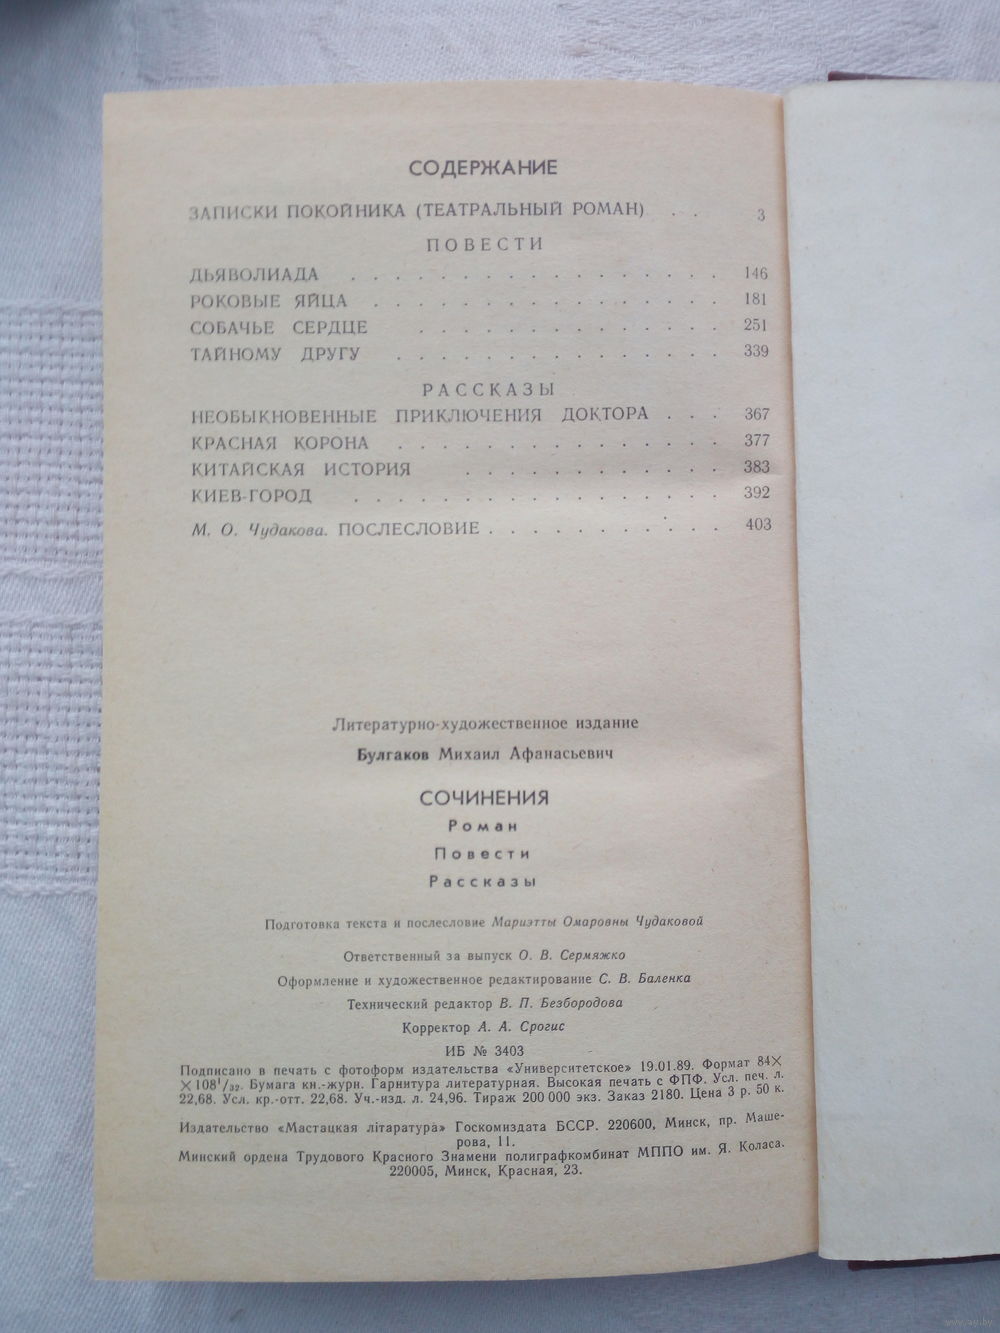 СОДЕРЖАНИЕ
ЗАПИСКИ ПОКОЙНИКА (ТЕАТРАЛЬНЫЙ РОМАН) . . 3
ПОВЕСТИ
ДЬЯВОЛИАДА . . . . . . . . . . . . . . . . 146
РОКОВЫЕ ЯЙЦА . . . . . . . . . . . . . . . 181
СОБАЧЬЕ СЕРДЦЕ . . . . . . . . . . . . . 251
ТАЙНОМУ ДРУГУ . . . . . . . . . . . . . . 339
РАССКАЗЫ
НЕОБЫКНОВЕННЫЕ ПРИКЛЮЧЕНИЯ ДОКТОРА . . . 367
КРАСНАЯ КОРОНА . . . . . . . . . . . . . . 377
КИТАЙСКАЯ ИСТОРИЯ . . . . . . . . . . . 383
КИЕВ-ГОРОД . . . . . . . . . . . . . . . . 392
М. О. Чудакова. ПОСЛЕСЛОВИЕ . . . . . . . . . . . 403
Литературно-художественное издание
Булгаков Михаил Афанасьевич
СОЧИНЕНИЯ
Роман
Повести
Рассказы
Подготовка текста и послесловие Мариэтты Омаровны Чудаковой
Ответственный за выпуск О. В. Сермяжко
Оформление и художественное редактирование С. В. Баленка
Технический редактор В. П. Безбородова
Корректор А. А. Срогис
ИБ № 3403
Подписано в печать с фотоформ издательства «Университетское» 19.01.89. Формат 84×
×108¹/₃₂. Бумага кн.-журн. Гарнитура литературная. Высокая печать с ФПФ. Усл. печ. л.
22,68. Усл. кр.-отт. 22,68. Уч.-изд. л. 24,96. Тираж 200 000 экз. Заказ 2180. Цена 3 р. 50 к.
Издательство «Мастацкая літаратура» Госкомиздата БССР. 220600, Минск, пр. Маше-
рова, 11.
Минский ордена Трудового Красного Знамени полиграфкомбинат МППО им. Я. Коласа.
220005, Минск, Красная, 23.
www.ay.by